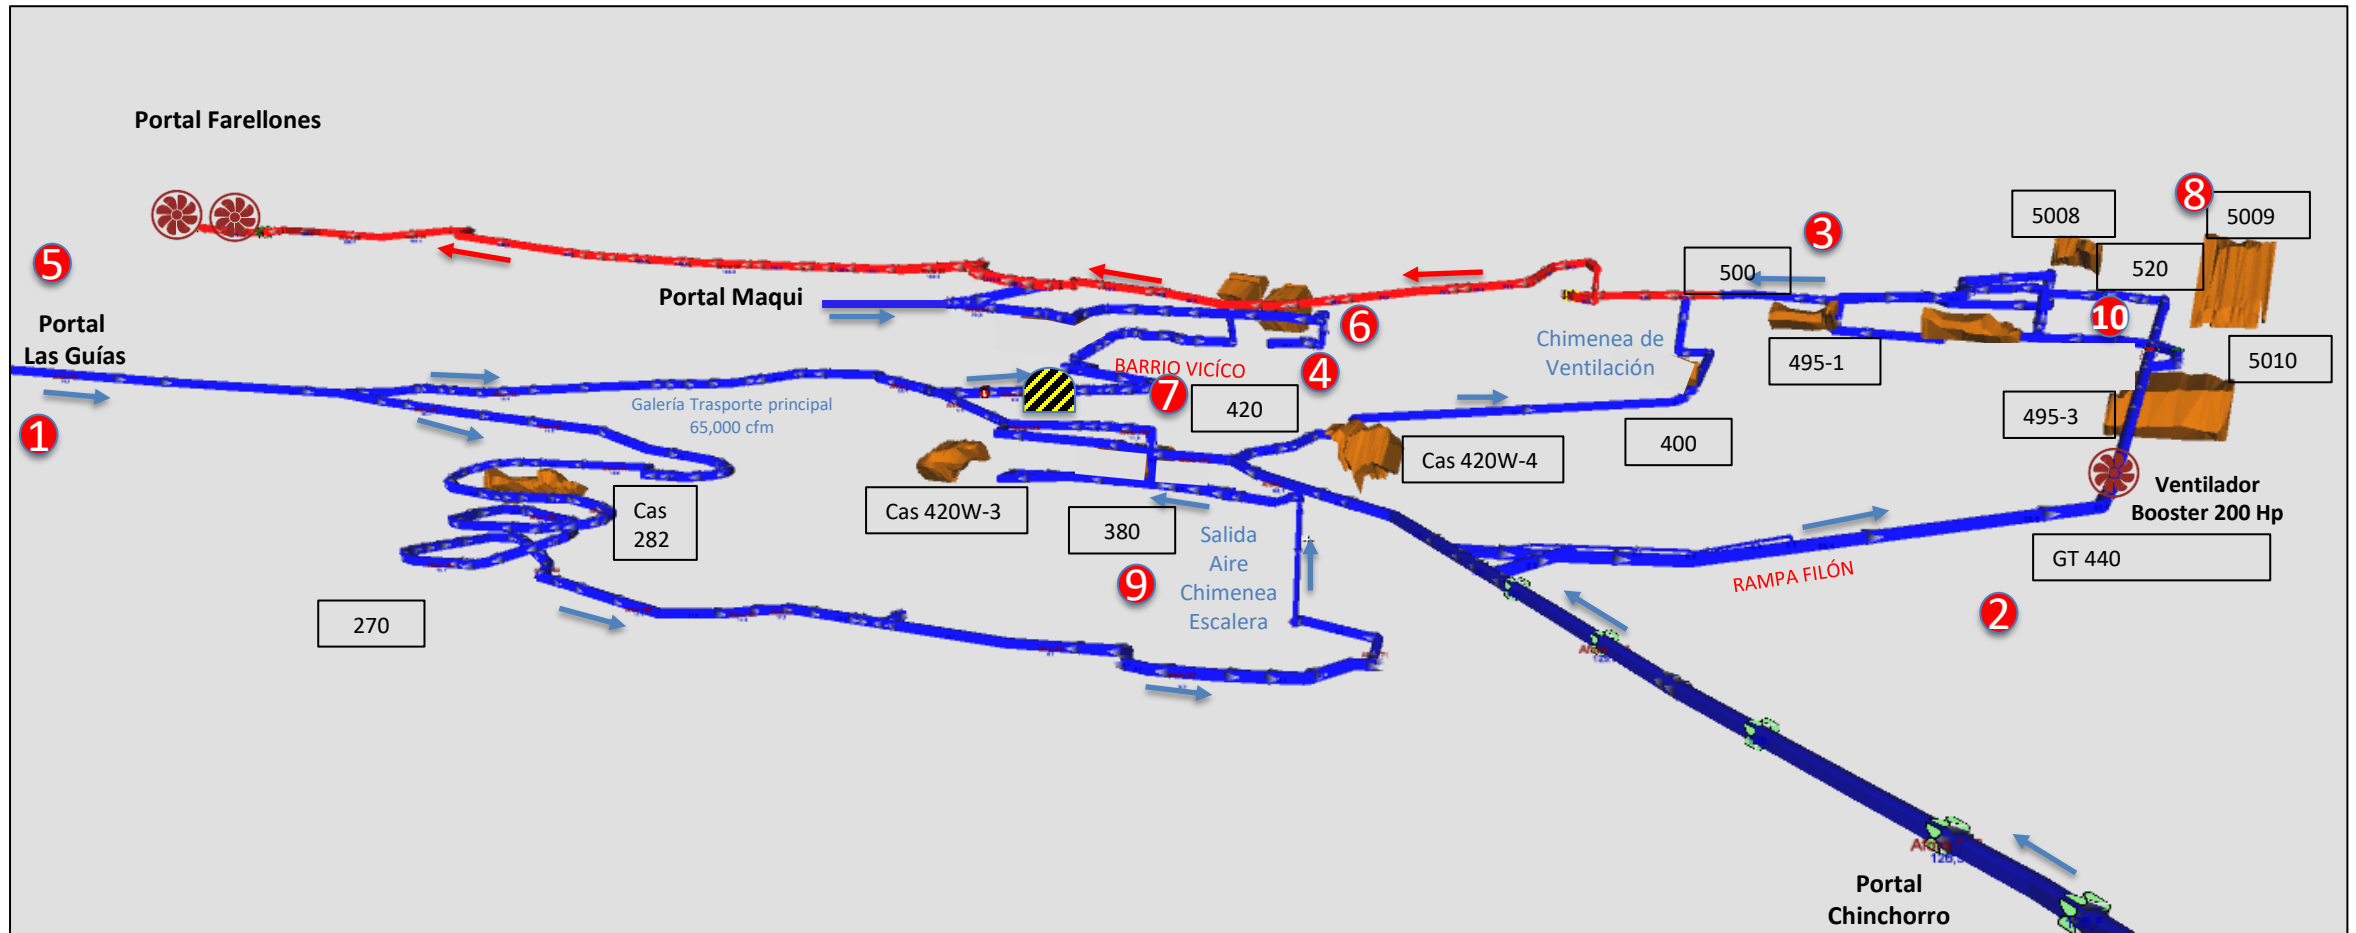 Portal Farellones
8
5008
5009
3
520
5
500
Portal Maqui
Portal
Las Guías
6
10
Chimenea de
Ventilación
495-1
5010
BARRIO VICÍCO
4
7
420
Galería Trasporte principal
65,000 cfm
1
495-3
400
Cas 420W-4
Ventilador
Booster 200 Hp
Cas
282
Cas 420W-3
380
Salida
Aire
Chimenea
Escalera
GT 440
RAMPA FILÓN
9
2
270
Portal
Chinchorro